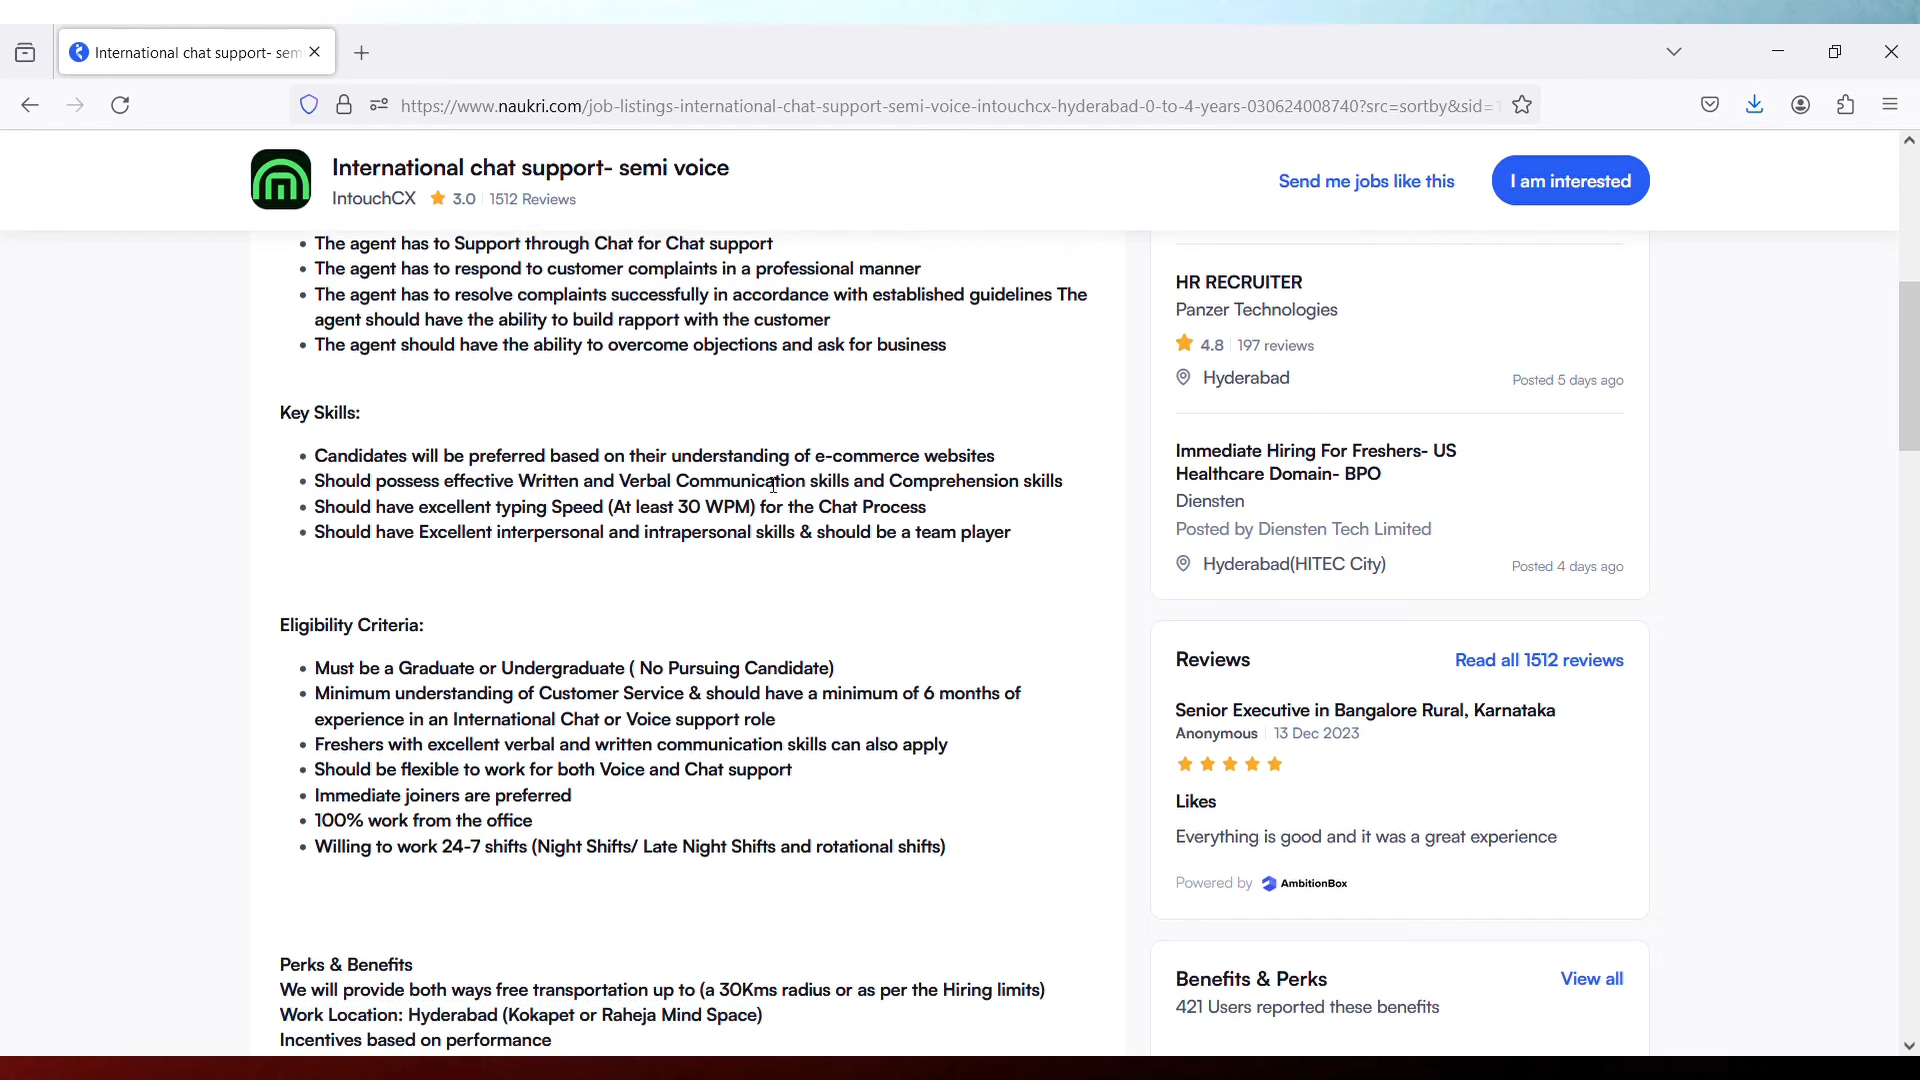 International chat support- sem
https://www.naukri.com/job-listings-international-chat-support-semi-voice-intouchcx-hyderabad-0-to-4-years-030624008740?src=sortby&sid=
International chat support- semi voice
IntouchCX 3.0 1512 Reviews
Send me jobs like this
I am interested
The agent has to Support through Chat for Chat support
The agent has to respond to customer complaints in a professional manner
The agent has to resolve complaints successfully in accordance with established guidelines The
agent should have the ability to build rapport with the customer
The agent should have the ability to overcome objections and ask for business
Key Skills:
Candidates will be preferred based on their understanding of e-commerce websites
Should possess effective Written and Verbal Communication skills and Comprehension skills
Should have excellent typing Speed (At least 30 WPM) for the Chat Process
Should have Excellent interpersonal and intrapersonal skills & should be a team player
Eligibility Criteria:
Must be a Graduate or Undergraduate ( No Pursuing Candidate)
Minimum understanding of Customer Service & should have a minimum of 6 months of
experience in an International Chat or Voice support role
Freshers with excellent verbal and written communication skills can also apply
Should be flexible to work for both Voice and Chat support
Immediate joiners are preferred
100% work from the office
Willing to work 24-7 shifts (Night Shifts/ Late Night Shifts and rotational shifts)
Perks & Benefits
We will provide both ways free transportation up to (a 30Kms radius or as per the Hiring limits)
Work Location: Hyderabad (Kokapet or Raheja Mind Space)
Incentives based on performance
HR RECRUITER
Panzer Technologies
4.8 197 reviews
Hyderabad
Posted 5 days ago
Immediate Hiring For Freshers- US
Healthcare Domain- BPO
Diensten
Posted by Diensten Tech Limited
Hyderabad(HITEC City)
Posted 4 days ago
Reviews
Read all 1512 reviews
Senior Executive in Bangalore Rural, Karnataka
Anonymous 13 Dec 2023
Likes
Everything is good and it was a great experience
Powered by AmbitionBox
Benefits & Perks
View all
421 Users reported these benefits